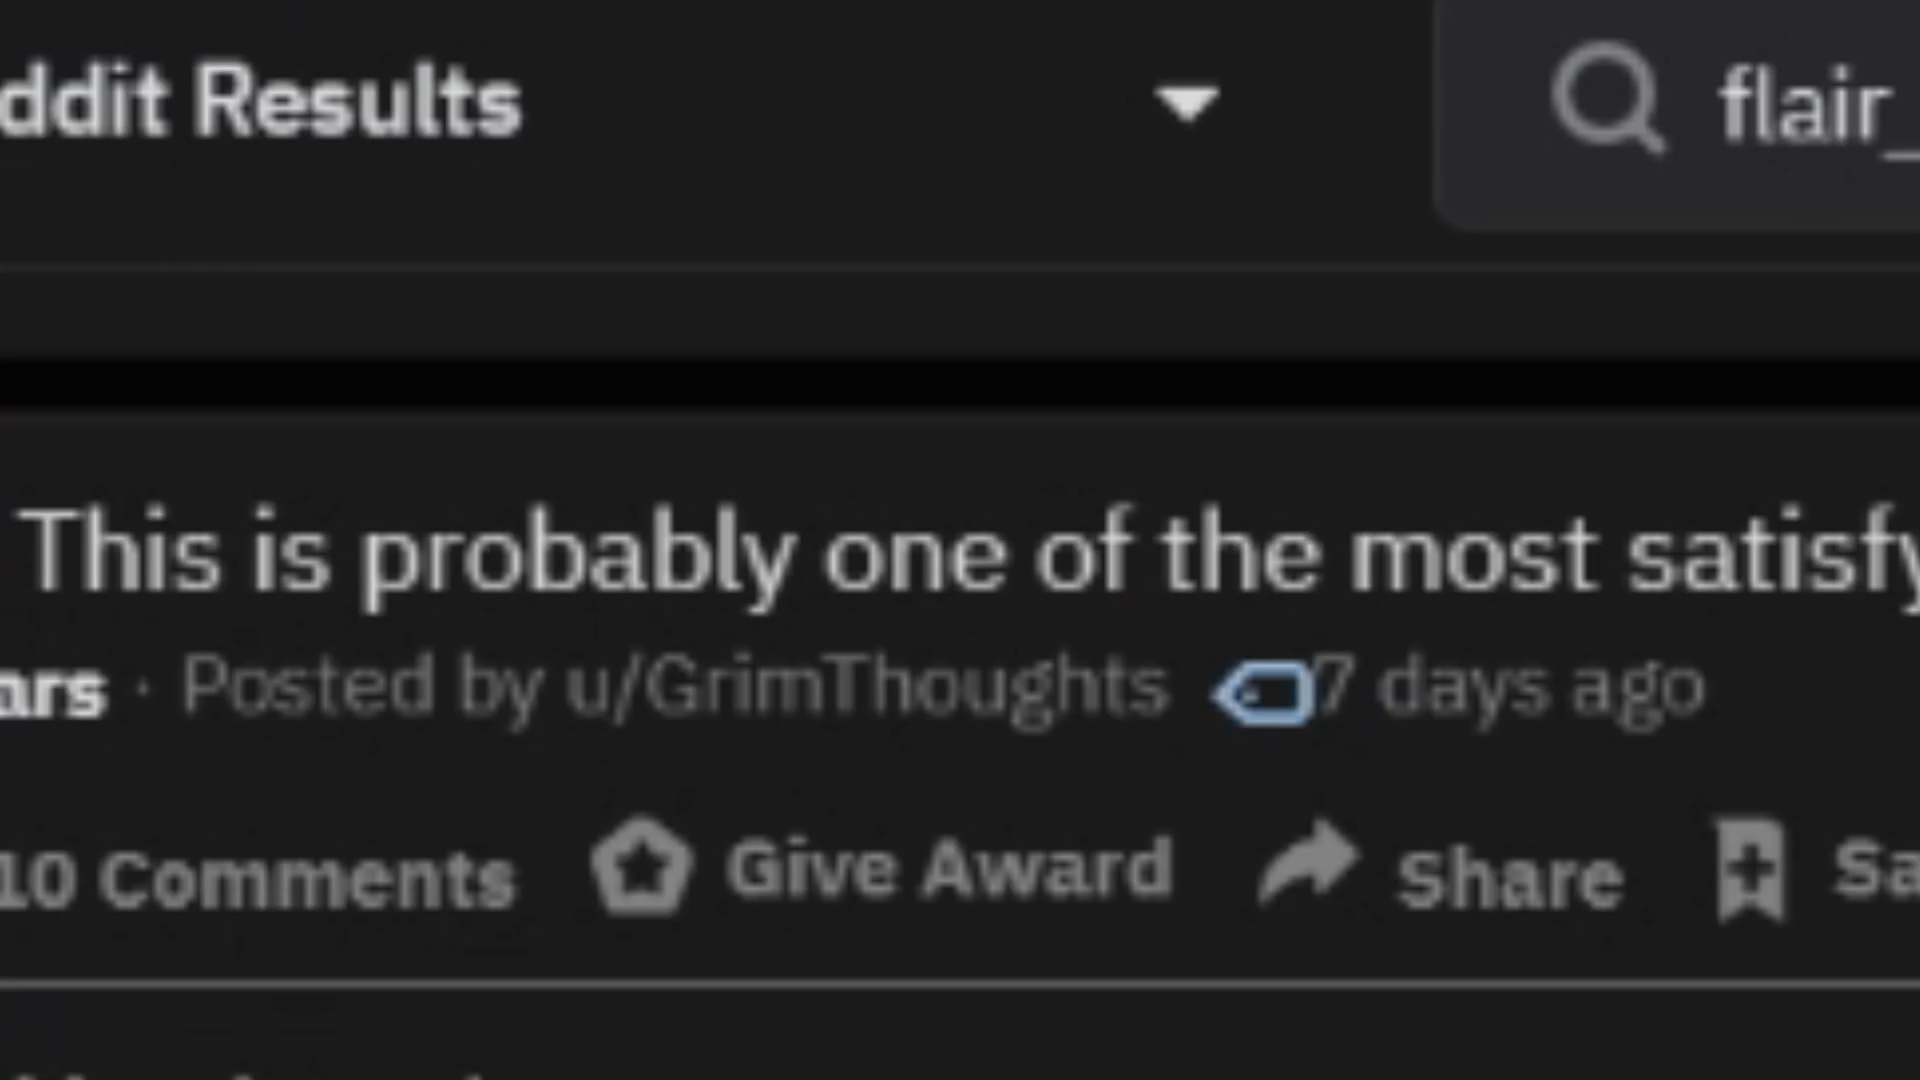 ddit Results
flair_
This is probably one of the most satisfy
ars · Posted by u/GrimThoughts 7 days ago
10 Comments Give Award Share Sa